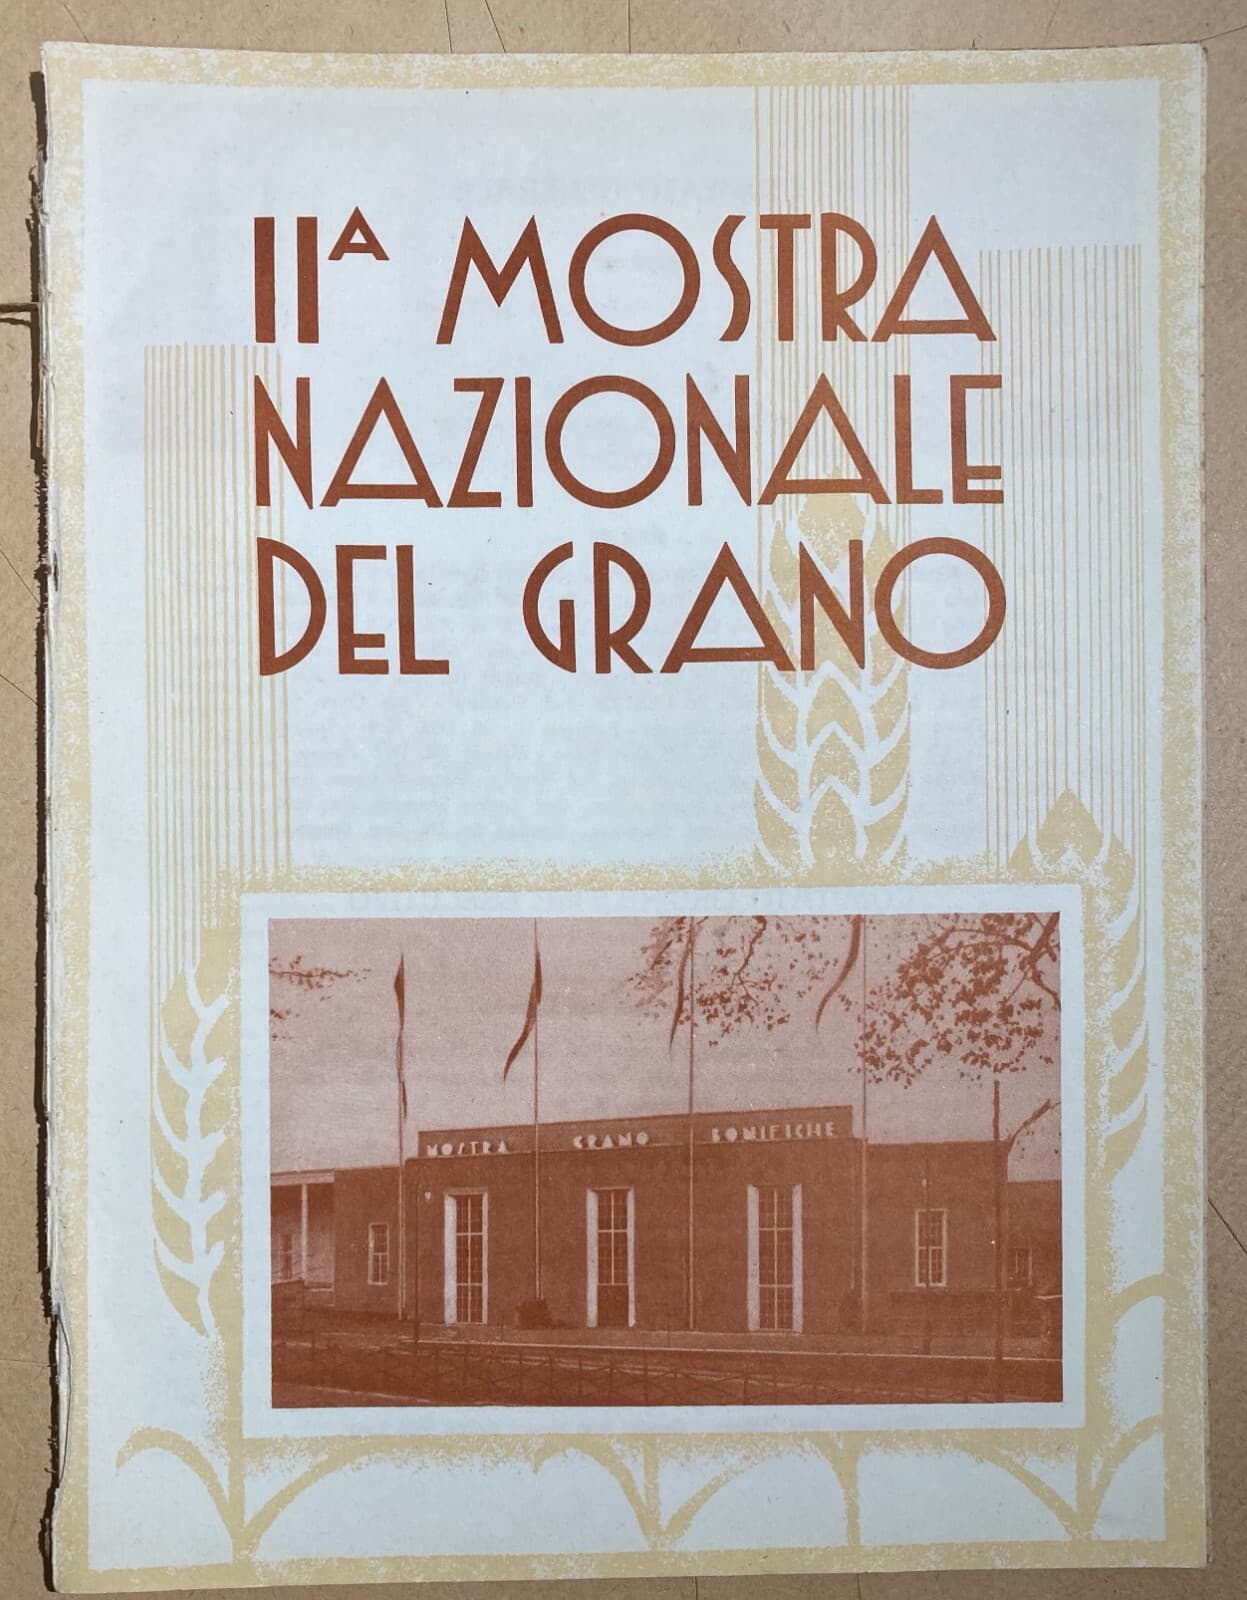 IIA MOSTRA
NAZIONALE
DEL GRANO
MOSTRA GRANO BONIFICHE